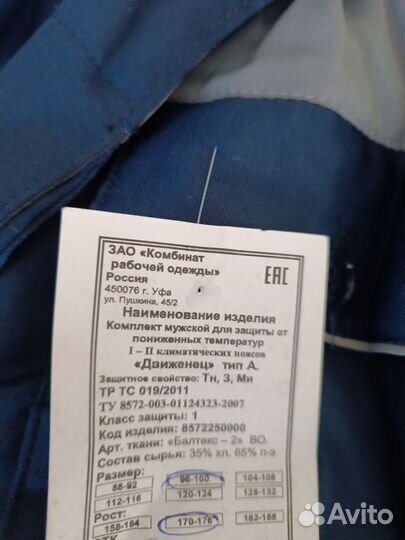 ЗАО «Комбинат
рабочей одежды»
Россия
450076 г. Уфа
ул. Пушкина, 45/2
ЕАС
Наименование изделия
Комплект мужской для защиты от
пониженных температур
I – II климатических поясов
«Движенец» тип А.
Защитное свойство: Тн, З, Ми
ТР ТС 019/2011
ТУ 8572-003-01124323-2007
Класс защиты: 1
Код изделия: 8572250000
Арт. ткани: «Балтекс – 2» ВО.
Состав сырья: 35% хл. 65% п-э
Размер:
88-92 96-100 104-108
112-116 120-124 128-132
Рост:
158-164 170-176 182-188
Avito